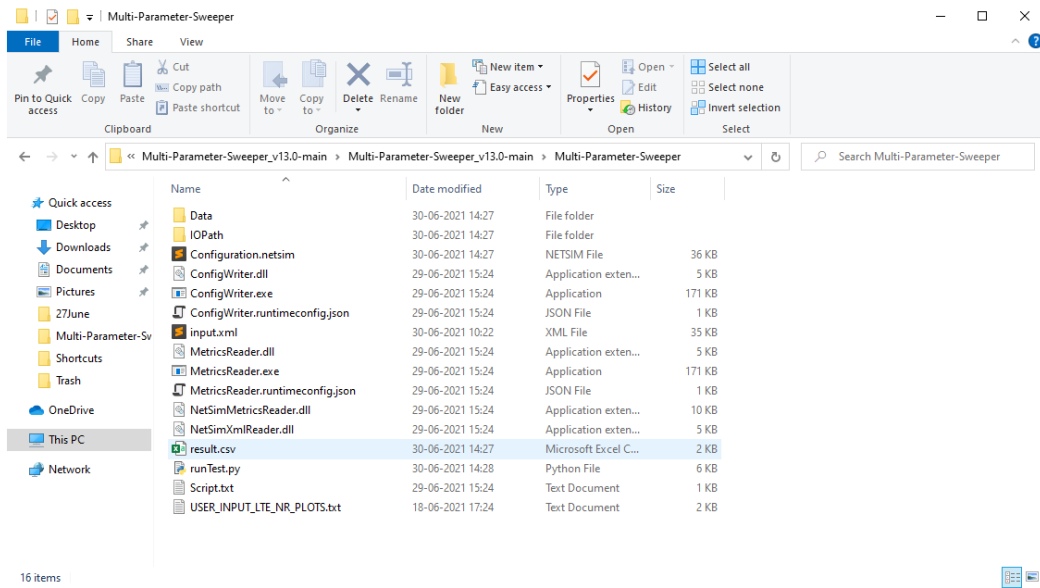 Multi-Parameter-Sweeper
File Home Share View
Pin to Quick access
Copy
Paste
Cut
Copy path
Paste shortcut
Clipboard
Move to
Copy to
Delete
Rename
Organize
New folder
New item
Easy access
New
Properties
Open
Edit
History
Open
Select all
Select none
Invert selection
Select
« Multi-Parameter-Sweeper_v13.0-main > Multi-Parameter-Sweeper_v13.0-main > Multi-Parameter-Sweeper
Search Multi-Parameter-Sweeper
Quick access
Desktop
Downloads
Documents
Pictures
27June
Multi-Parameter-Sv
Shortcuts
Trash
OneDrive
This PC
Network
Name Date modified Type Size
Data 30-06-2021 14:27 File folder
IOPath 30-06-2021 14:27 File folder
Configuration.netsim 30-06-2021 14:27 NETSIM File 36 KB
ConfigWriter.dll 29-06-2021 15:24 Application exten... 5 KB
ConfigWriter.exe 29-06-2021 15:24 Application 171 KB
ConfigWriter.runtimeconfig.json 29-06-2021 15:24 JSON File 1 KB
input.xml 30-06-2021 10:22 XML File 35 KB
MetricsReader.dll 29-06-2021 15:24 Application exten... 5 KB
MetricsReader.exe 29-06-2021 15:24 Application 171 KB
MetricsReader.runtimeconfig.json 29-06-2021 15:24 JSON File 1 KB
NetSimMetricsReader.dll 29-06-2021 15:24 Application exten... 10 KB
NetSimXmlReader.dll 29-06-2021 15:24 Application exten... 5 KB
result.csv 30-06-2021 14:27 Microsoft Excel C... 2 KB
runTest.py 30-06-2021 14:28 Python File 6 KB
Script.txt 29-06-2021 15:24 Text Document 1 KB
USER_INPUT_LTE_NR_PLOTS.txt 18-06-2021 17:24 Text Document 2 KB
16 items